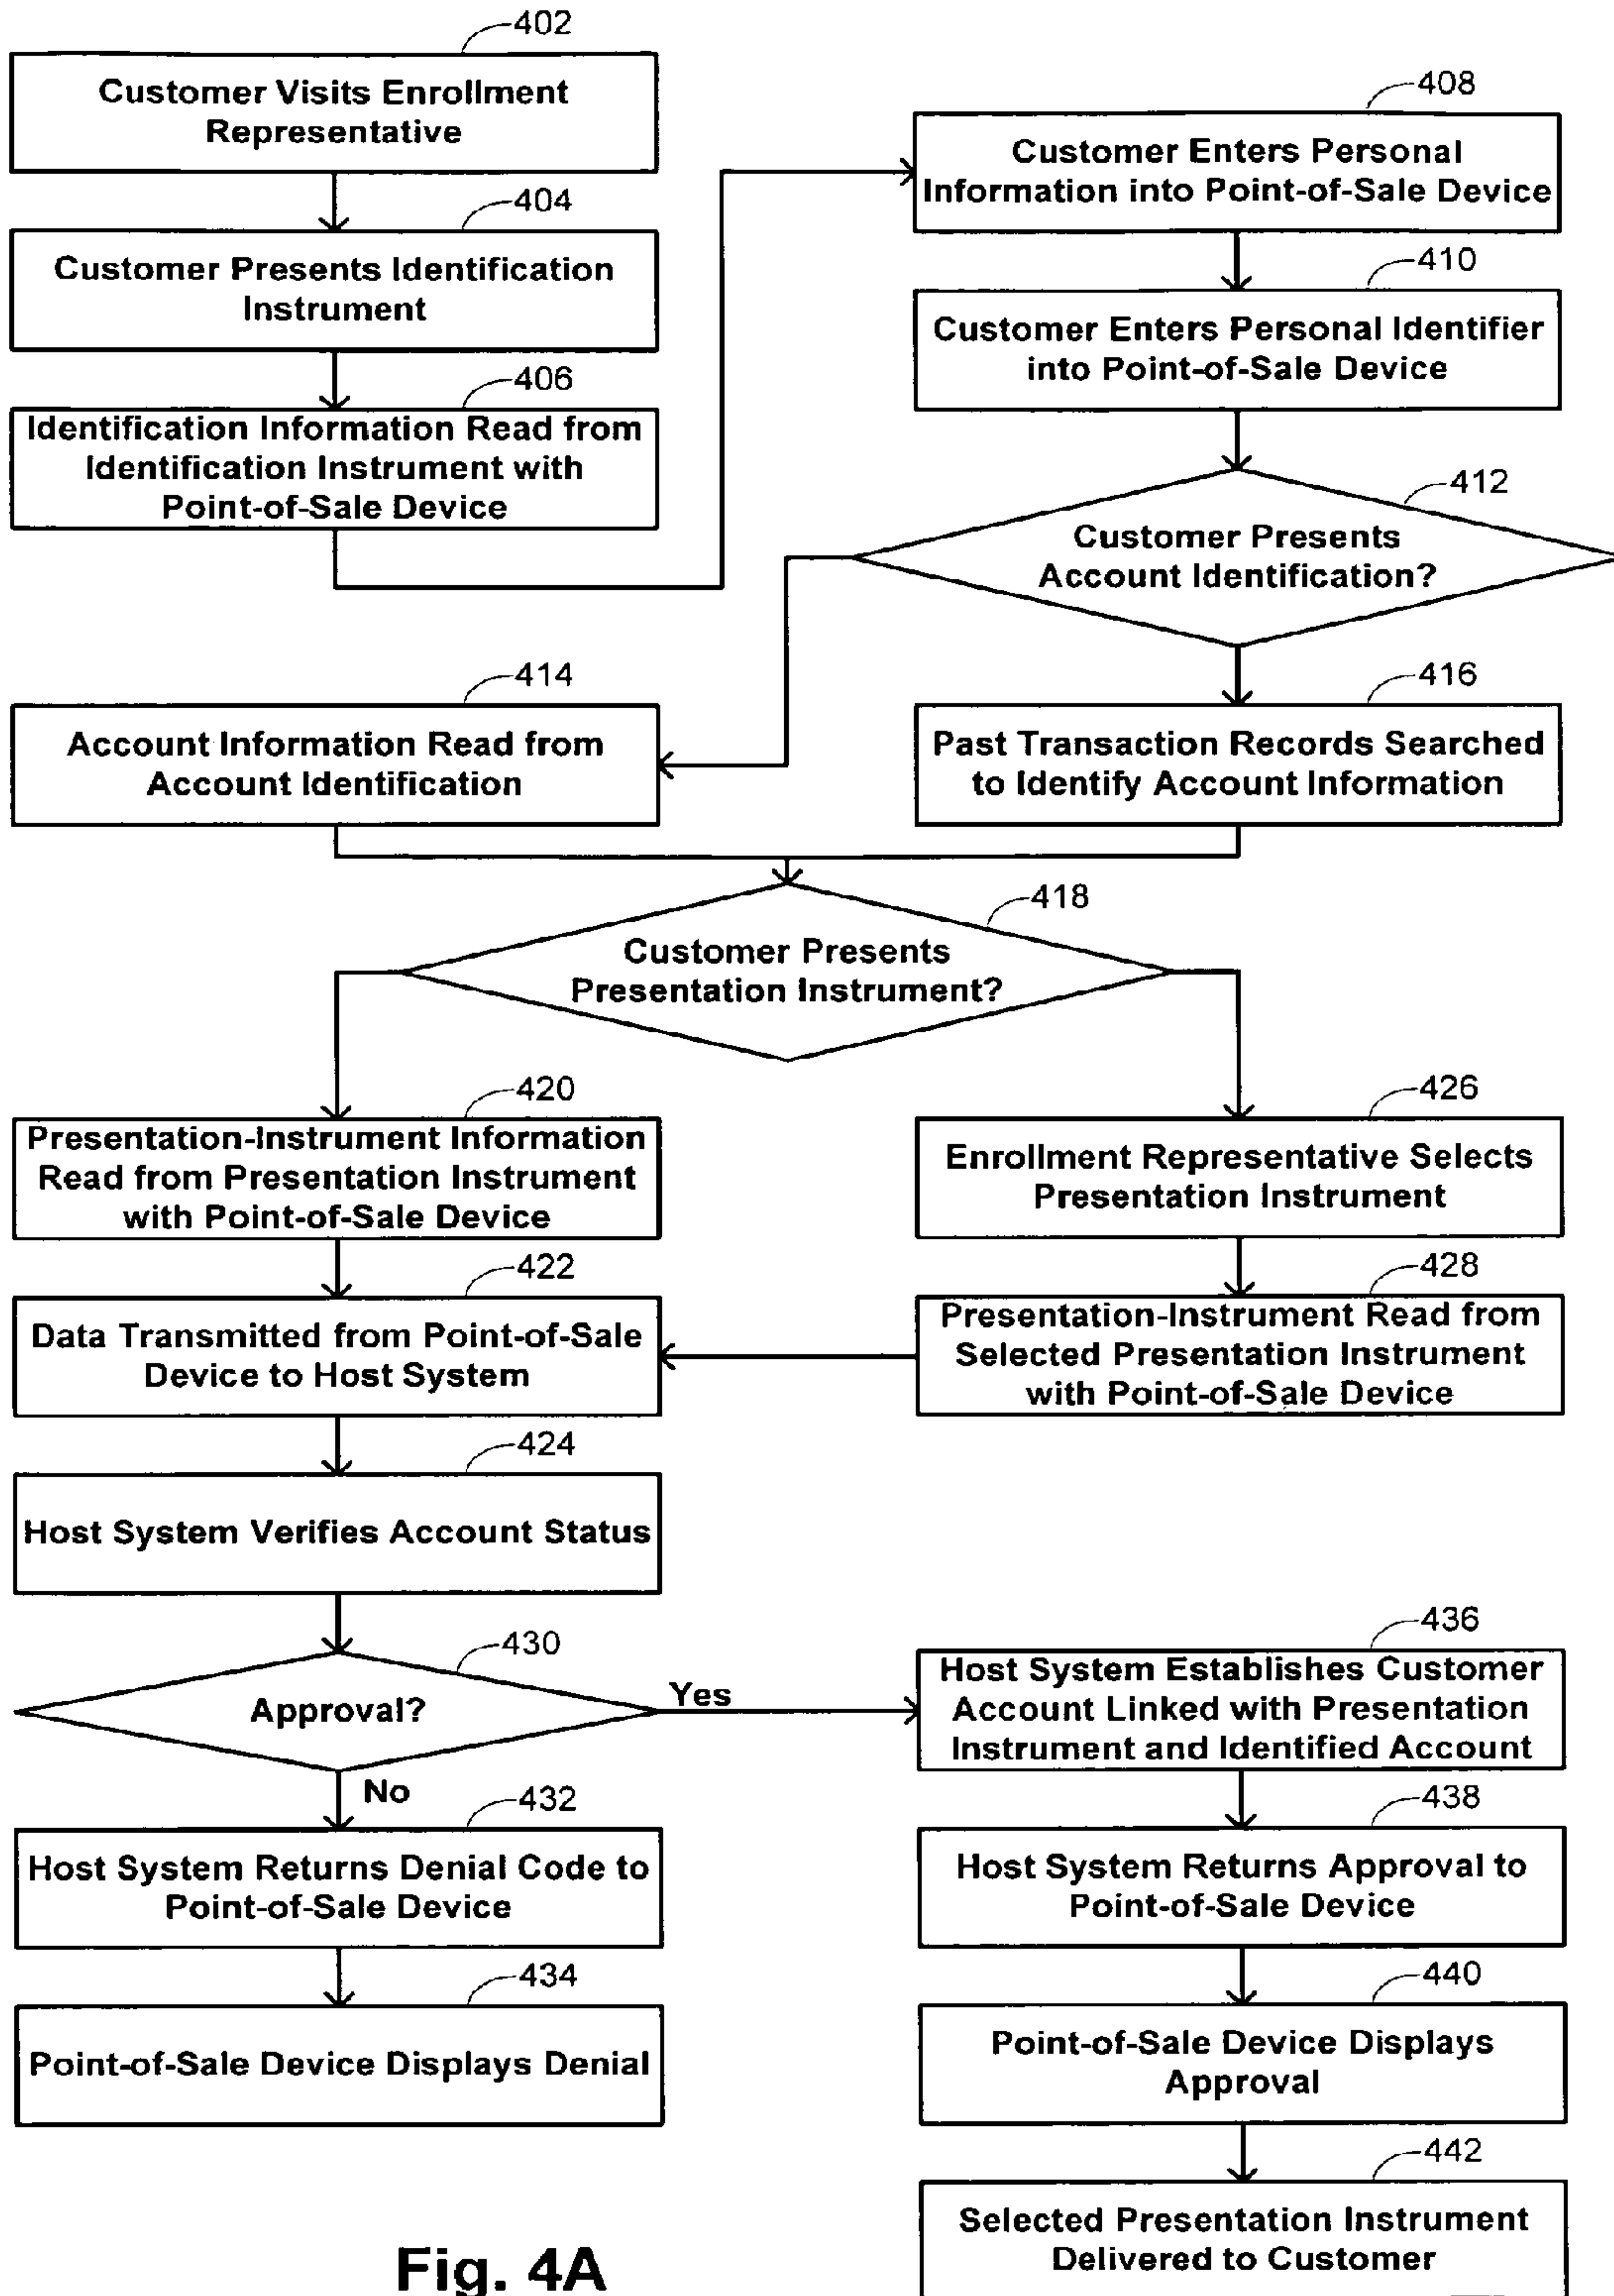 402
Customer Visits Enrollment
Representative
404
Customer Presents Identification
Instrument
406
Identification Information Read from
Identification Instrument with
Point-of-Sale Device
408
Customer Enters Personal
Information into Point-of-Sale Device
410
Customer Enters Personal Identifier
into Point-of-Sale Device
412
Customer Presents
Account Identification?
414
Account Information Read from
Account Identification
416
Past Transaction Records Searched
to Identify Account Information
418
Customer Presents
Presentation Instrument?
420
Presentation-Instrument Information
Read from Presentation Instrument
with Point-of-Sale Device
422
Data Transmitted from Point-of-Sale
Device to Host System
424
Host System Verifies Account Status
426
Enrollment Representative Selects
Presentation Instrument
428
Presentation-Instrument Read from
Selected Presentation Instrument
with Point-of-Sale Device
430
Approval?
Yes
No
432
Host System Returns Denial Code to
Point-of-Sale Device
434
Point-of-Sale Device Displays Denial
436
Host System Establishes Customer
Account Linked with Presentation
Instrument and Identified Account
438
Host System Returns Approval to
Point-of-Sale Device
440
Point-of-Sale Device Displays
Approval
442
Selected Presentation Instrument
Delivered to Customer
Fig. 4A